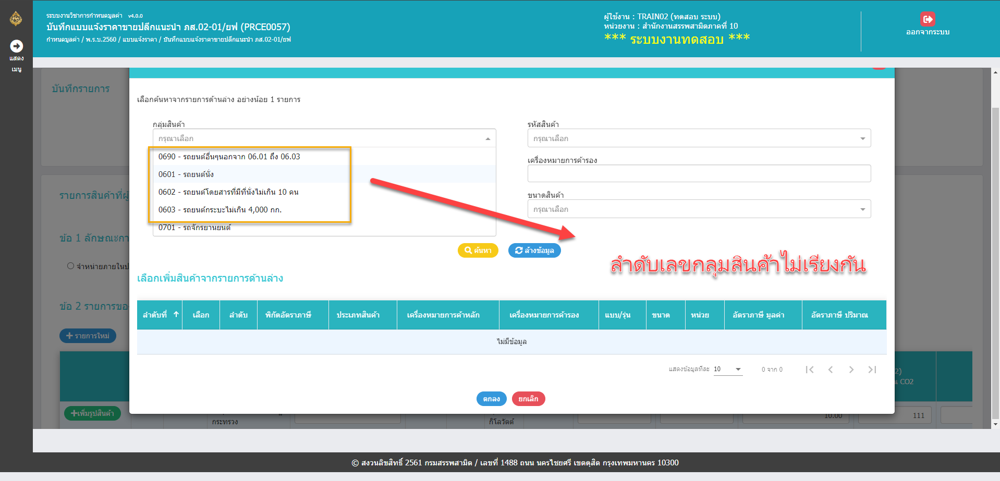 ระบบงานวิชาการกำหนดมูลค่า v4.0.0
บันทึกแบบแจ้งราคาขายปลีกแนะนำ ภส.02-01/ยฟ (PRCE0057)
กำหนดมูลค่า / พ.ร.บ.2560 / แบบแจ้งราคา / บันทึกแบบแจ้งราคาขายปลีกแนะนำ ภส.02-01/ยฟ
ผู้ใช้งาน : TRAIN02 (ทดสอบ ระบบ)
หน่วยงาน : สำนักงานสรรพสามิตภาคที่ 10
*** ระบบงานทดสอบ ***
ออกจากระบบ
แสดง
เมนู
บันทึกรายการ
เลือกค้นหาจากรายการด้านล่าง อย่างน้อย 1 รายการ
กลุ่มสินค้า
กรุณาเลือก
0690 - รถยนต์อื่นๆนอกจาก 06.01 ถึง 06.03
0601 - รถยนต์นั่ง
0602 - รถยนต์โดยสารที่มีที่นั่งไม่เกิน 10 คน
0603 - รถยนต์กระบะไม่เกิน 4,000 กก.
0701 - รถจักรยานยนต์
รหัสสินค้า
กรุณาเลือก
เครื่องหมายการค้ารอง
ขนาดสินค้า
กรุณาเลือก
รายการสินค้าที่ผู้
ข้อ 1 ลักษณะกา
จำหน่ายภายในป
ข้อ 2 รายการขอ
รายการใหม่
ค้นหา
ล้างข้อมูล
ลำดับเลขกลุ่มสินค้าไม่เรียงกัน
เลือกเพิ่มสินค้าจากรายการด้านล่าง
ลำดับที่ เลือก ลำดับ พิกัดอัตราภาษี ประเภทสินค้า เครื่องหมายการค้าหลัก เครื่องหมายการค้ารอง แบบ/รุ่น ขนาด หน่วย อัตราภาษี มูลค่า อัตราภาษี ปริมาณ
ไม่มีข้อมูล
แสดงข้อมูลทีละ 10 0 จาก 0
2)
น CO2
ตกลง
ยกเลิก
เพิ่มรูปสินค้า
กระทรวง
กิโลวัตต์
10.00
111
© สงวนลิขสิทธิ์ 2561 กรมสรรพสามิต / เลขที่ 1488 ถนน นครไชยศรี เขตดุสิต กรุงเทพมหานคร 10300